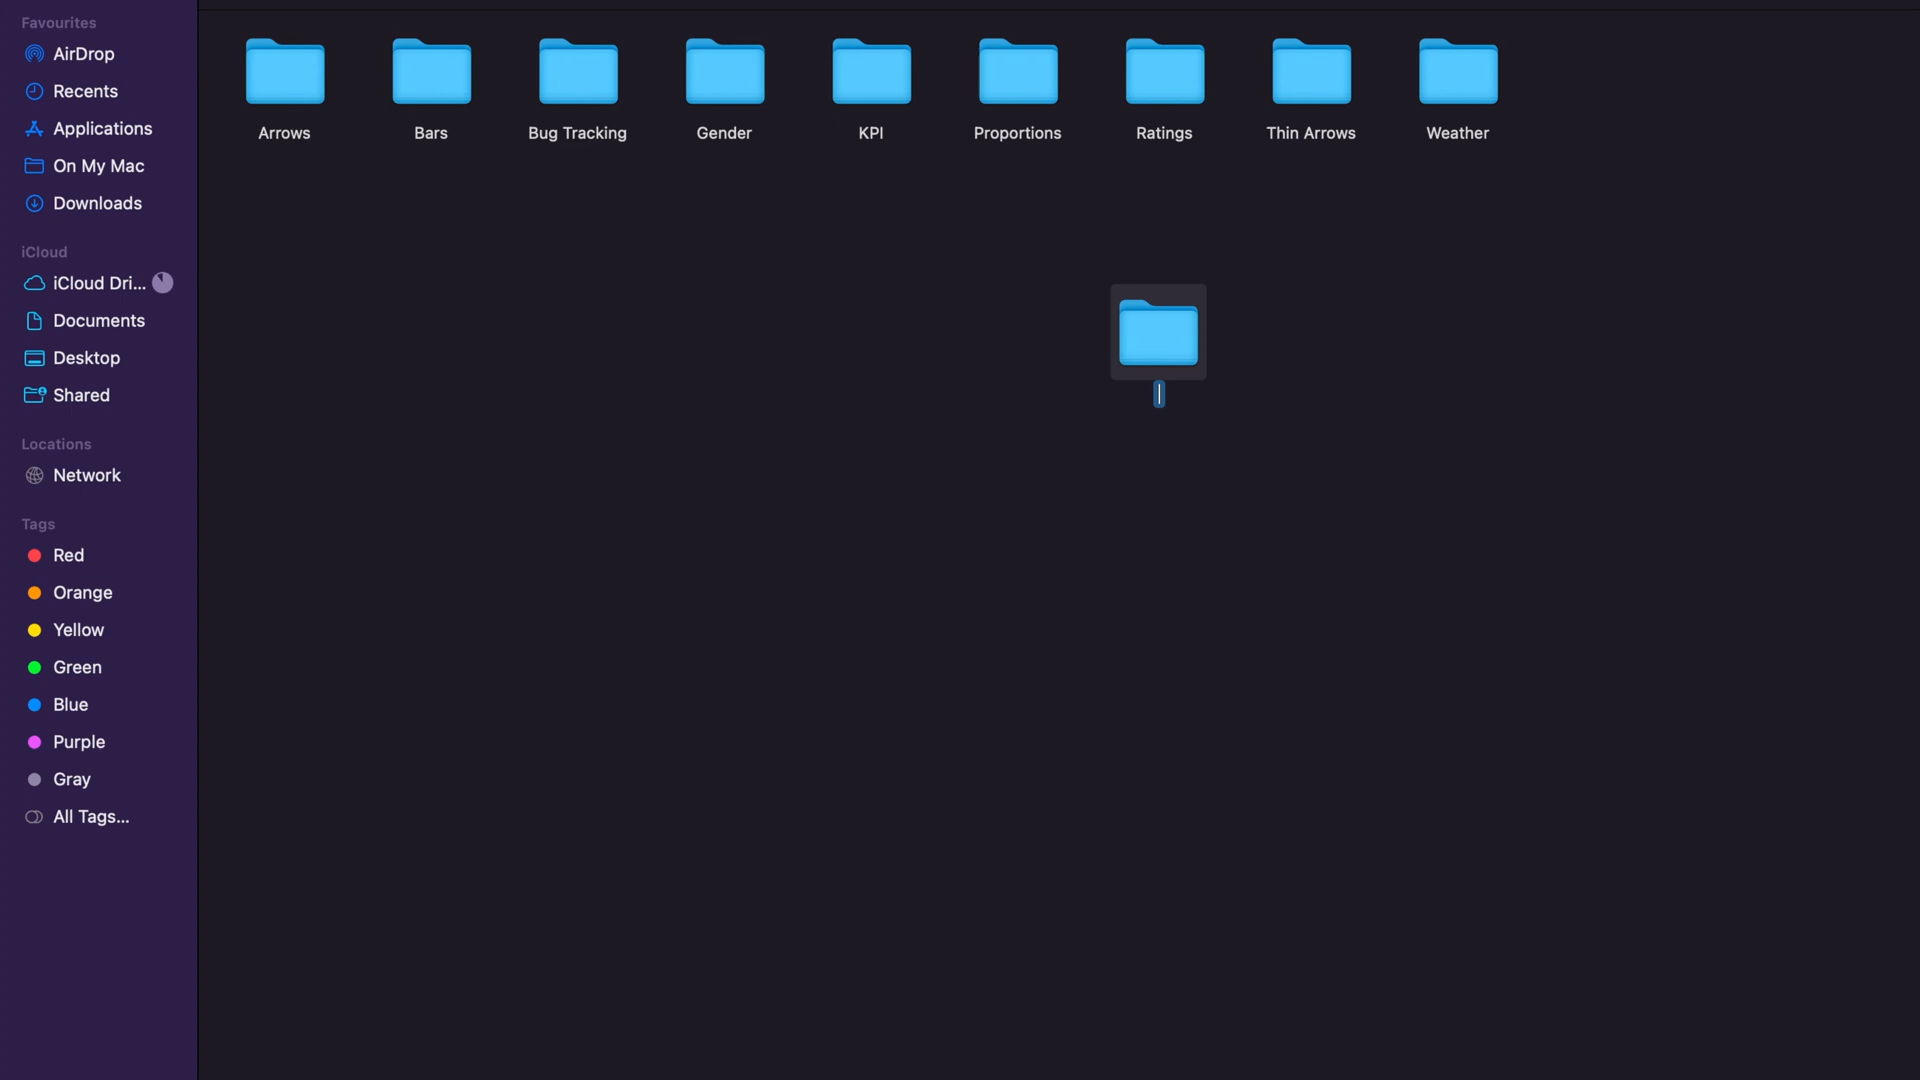 Favourites
AirDrop
Recents
Applications
On My Mac
Downloads
iCloud
iCloud Dri...
Documents
Desktop
Shared
Locations
Network
Tags
Red
Orange
Yellow
Green
Blue
Purple
Gray
All Tags...
Arrows
Bars
Bug Tracking
Gender
KPI
Proportions
Ratings
Thin Arrows
Weather